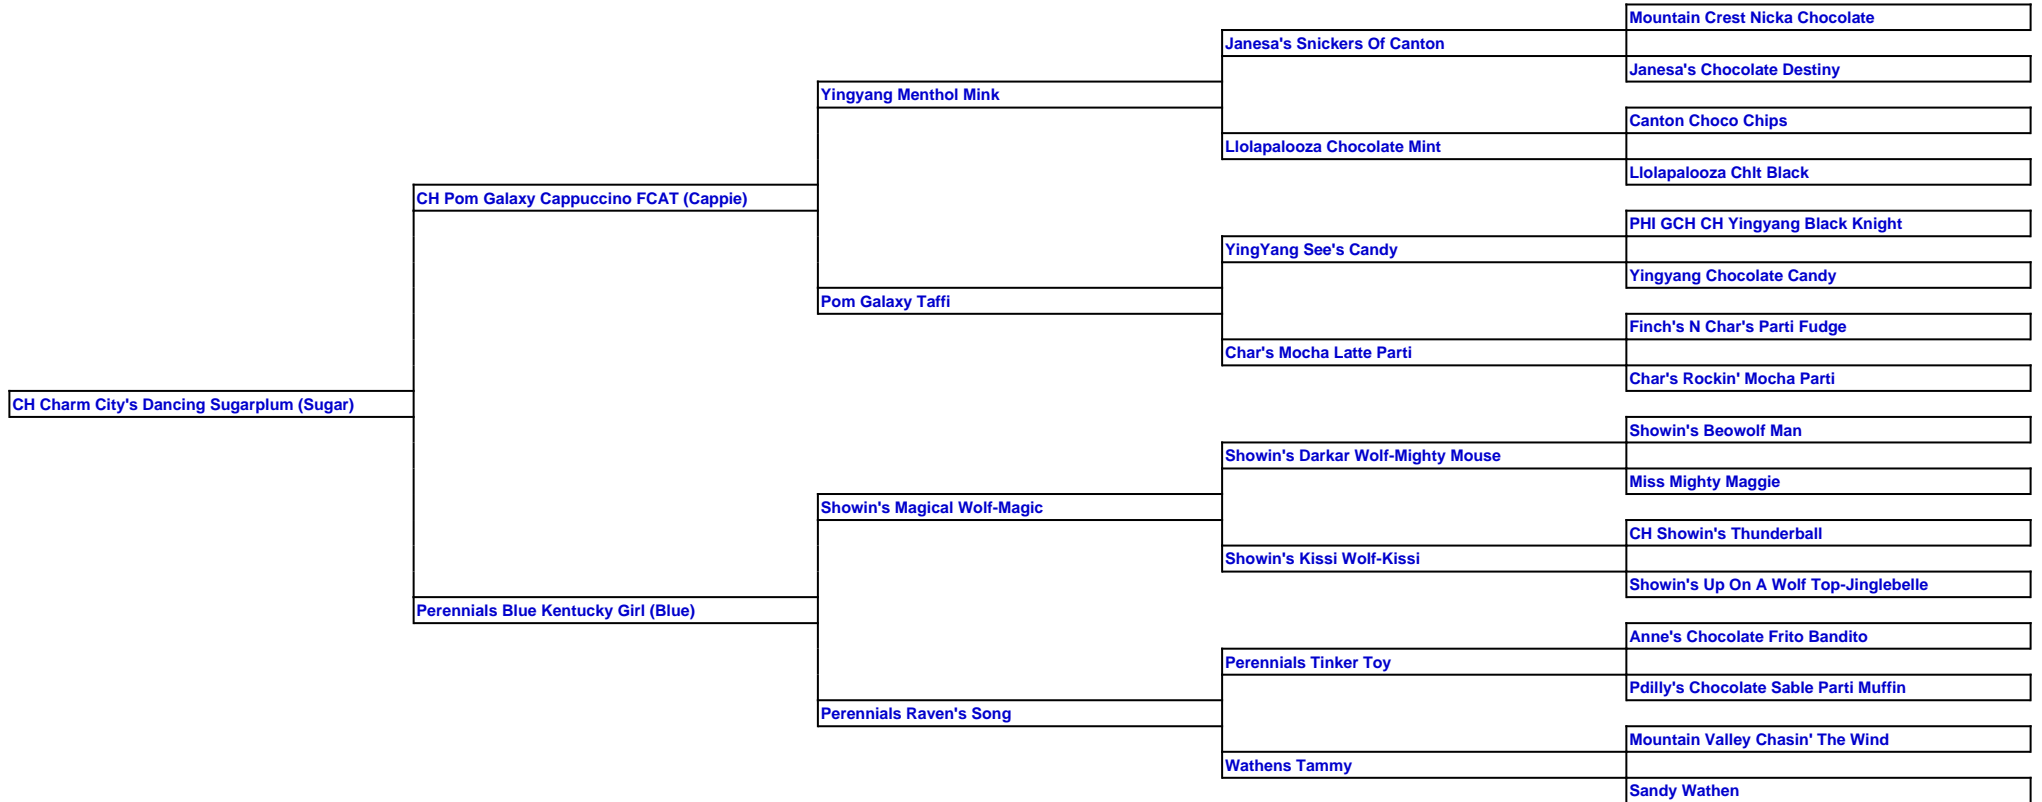 Mountain Crest Nicka Chocolate
Janesa's Snickers Of Canton
Janesa's Chocolate Destiny
Yingyang Menthol Mink
Canton Choco Chips
Llolapalooza Chocolate Mint
Llolapalooza Chlt Black
CH Pom Galaxy Cappuccino FCAT (Cappie)
PHI GCH CH Yingyang Black Knight
YingYang See's Candy
Yingyang Chocolate Candy
Pom Galaxy Taffi
Finch's N Char's Parti Fudge
Char's Mocha Latte Parti
Char's Rockin' Mocha Parti
CH Charm City's Dancing Sugarplum (Sugar)
Showin's Beowolf Man
Showin's Darkar Wolf-Mighty Mouse
Miss Mighty Maggie
Showin's Magical Wolf-Magic
CH Showin's Thunderball
Showin's Kissi Wolf-Kissi
Showin's Up On A Wolf Top-Jinglebelle
Perennials Blue Kentucky Girl (Blue)
Anne's Chocolate Frito Bandito
Perennials Tinker Toy
Pdilly's Chocolate Sable Parti Muffin
Perennials Raven's Song
Mountain Valley Chasin' The Wind
Wathens Tammy
Sandy Wathen